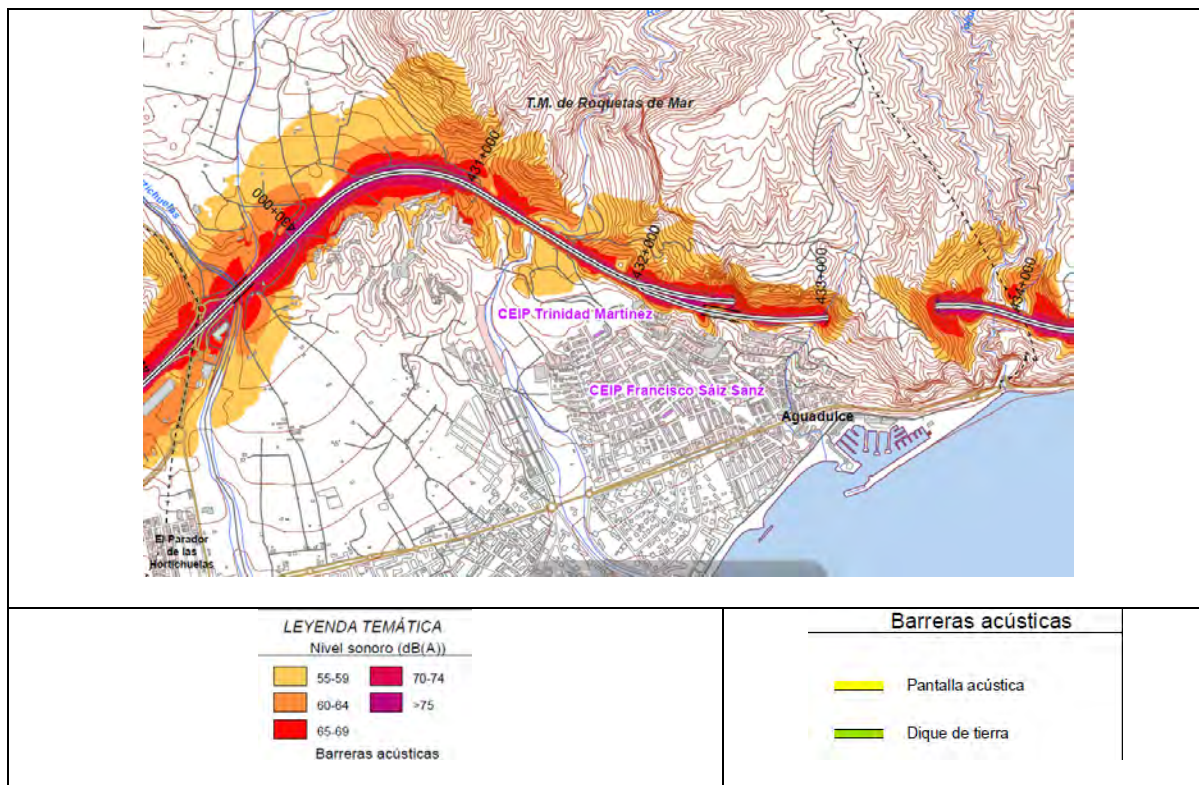 T.M. de Roquetas de Mar
430+000
431+000
432+000
433+000
434+000
CEIP Trinidad Martínez
CEIP Francisco Sáiz Sanz
Aguadulce
El Parador
de las
Hortichuelas
LEYENDA TEMÁTICA
Nivel sonoro (dB(A))
55-59
70-74
60-64
>75
65-69
Barreras acústicas
Barreras acústicas
Pantalla acústica
Dique de tierra